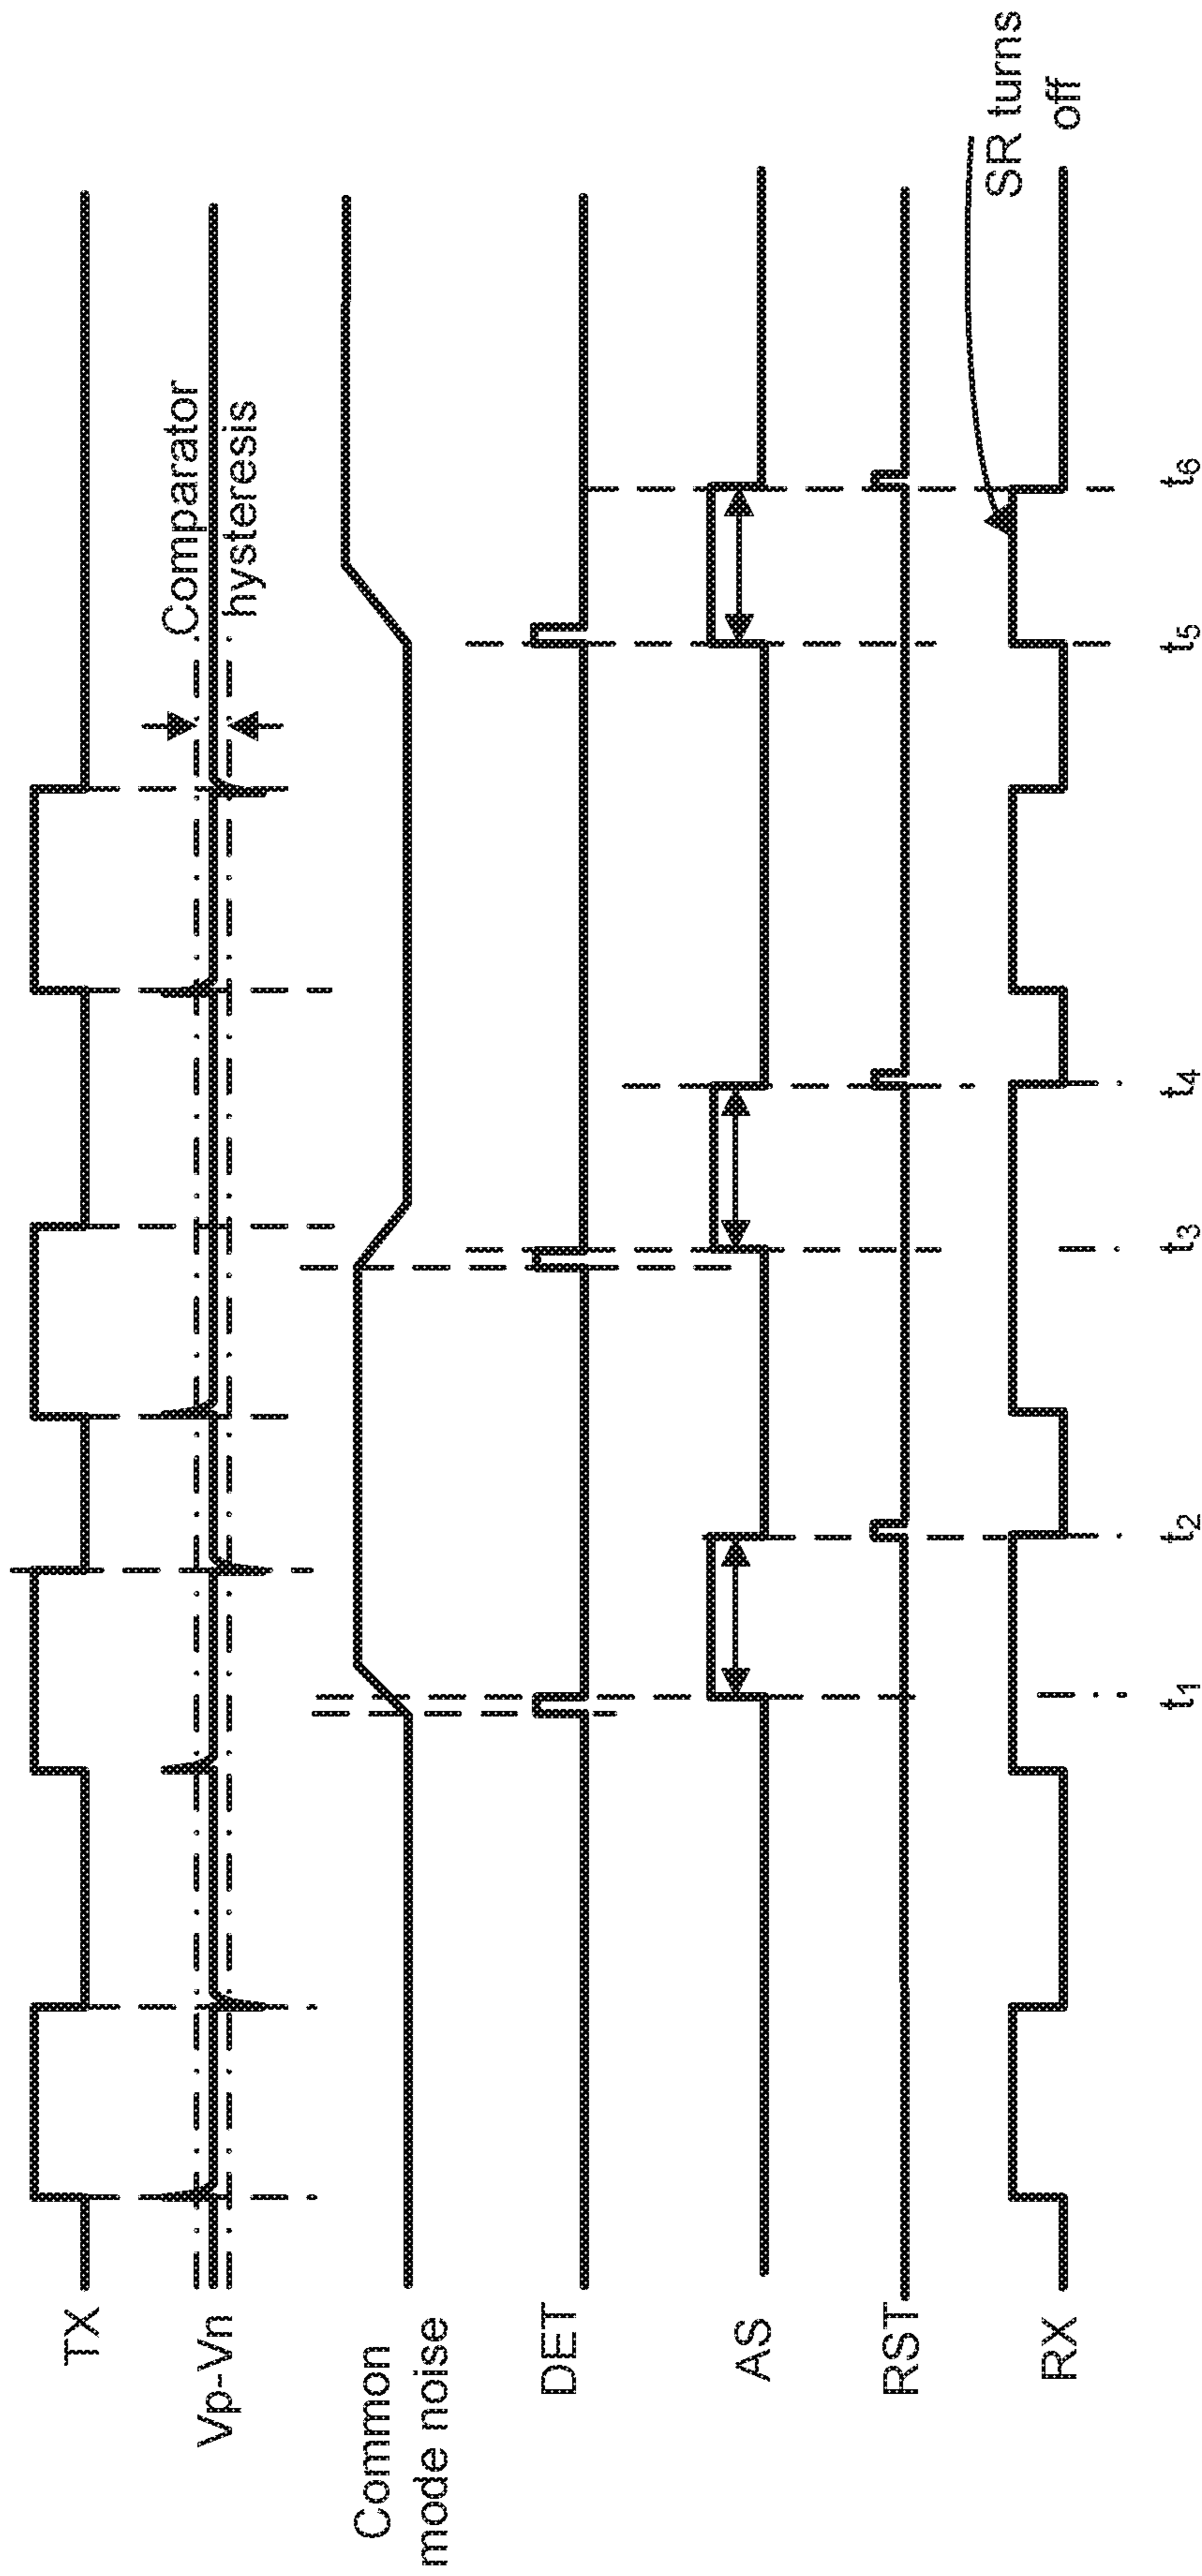 TX
Vp-Vn
Comparator
hysteresis
Common
mode noise
DET
AS
RST
SR turns
off
RX
t1
t2
t3
t4
t5
t6